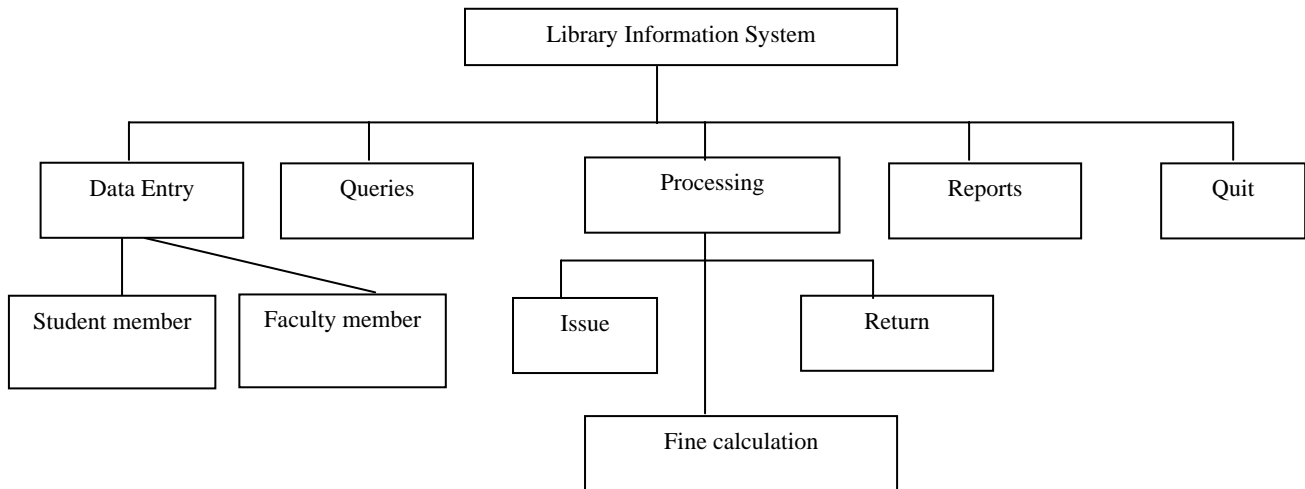 Library Information System
Data Entry
Queries
Processing
Reports
Quit
Student member
Faculty member
Issue
Return
Fine calculation